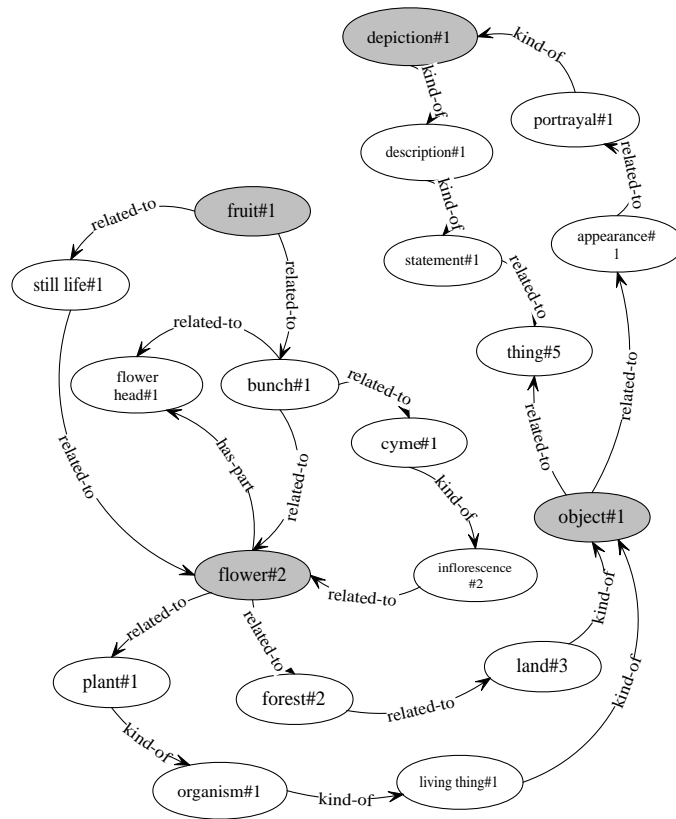 depiction#1
kind-of
kind-of
portrayal#1
description#1
related-to
kind-of
fruit#1
related-to
appearance#
1
statement#1
related-to
still life#1
related-to
related-to
thing#5
flower
head#1
bunch#1
related-to
related-to
related-to
cyme#1
related-to
has-part
related-to
kind-of
object#1
flower#2
inflorescence
#2
related-to
kind-of
related-to
related-to
plant#1
land#3
kind-of
forest#2
related-to
kind-of
organism#1
kind-of
living thing#1